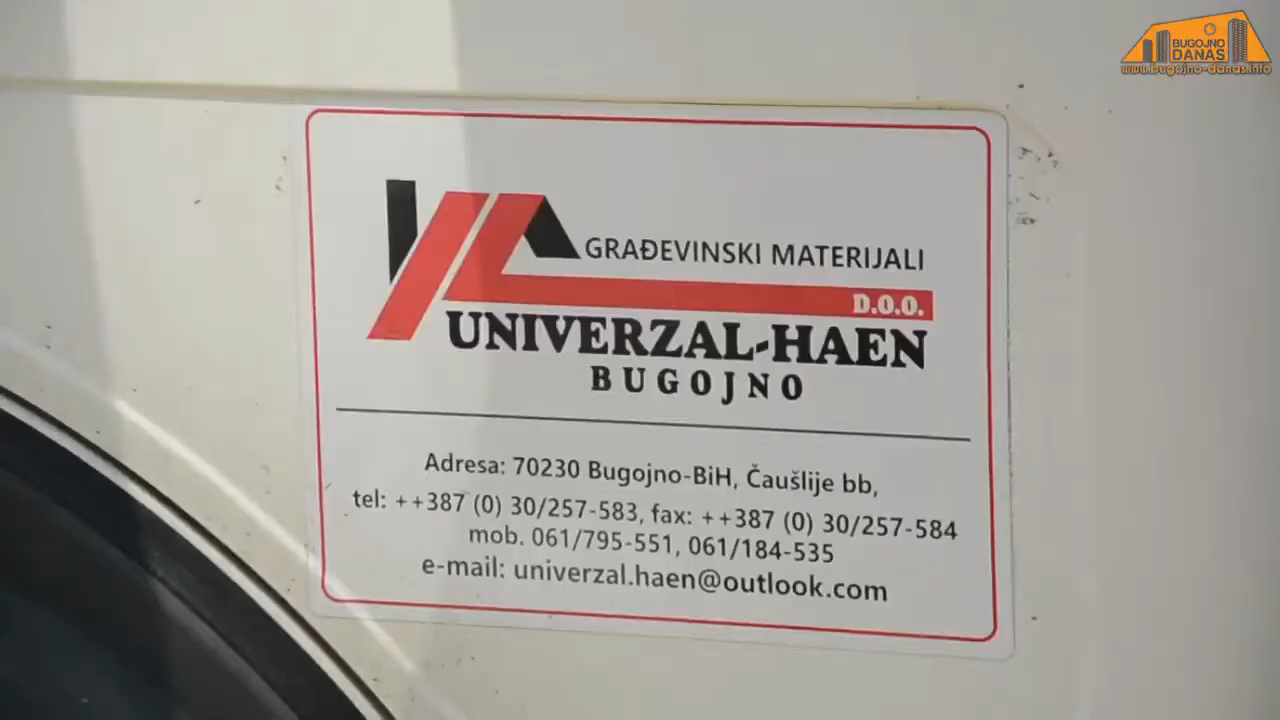 BUGOJNO
DANAS
www.bugojno-danas.info
GRAĐEVINSKI MATERIJALI
D.O.O.
UNIVERZAL-HAEN
BUGOJNO
Adresa: 70230 Bugojno-BiH, Čaušlije bb,
tel: ++387 (0) 30/257-583, fax: ++387 (0) 30/257-584
mob. 061/795-551, 061/184-535
e-mail: univerzal.haen@outlook.com